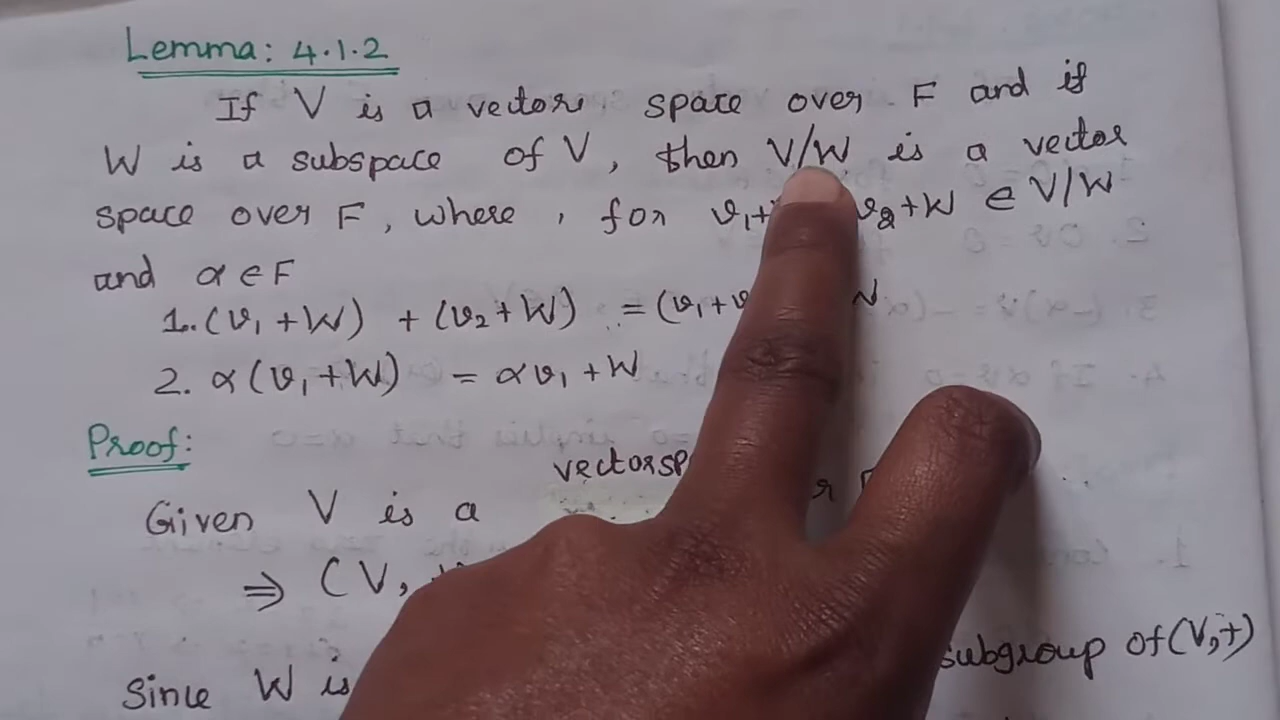 Lemma: 4.1.2
If V is a vector space over F and if
W is a subspace of V, then V/W is a vector
space over F, where, for v₁+ v₂+W ∈ V/W
and α ∈ F
1. (v₁+W) + (v₂+W) = (v₁+v W
2. α(v₁+W) = αv₁+W
Proof:
vectorsp
Given V is a
⇒ (V,
Since W is subgroup of (V,+)